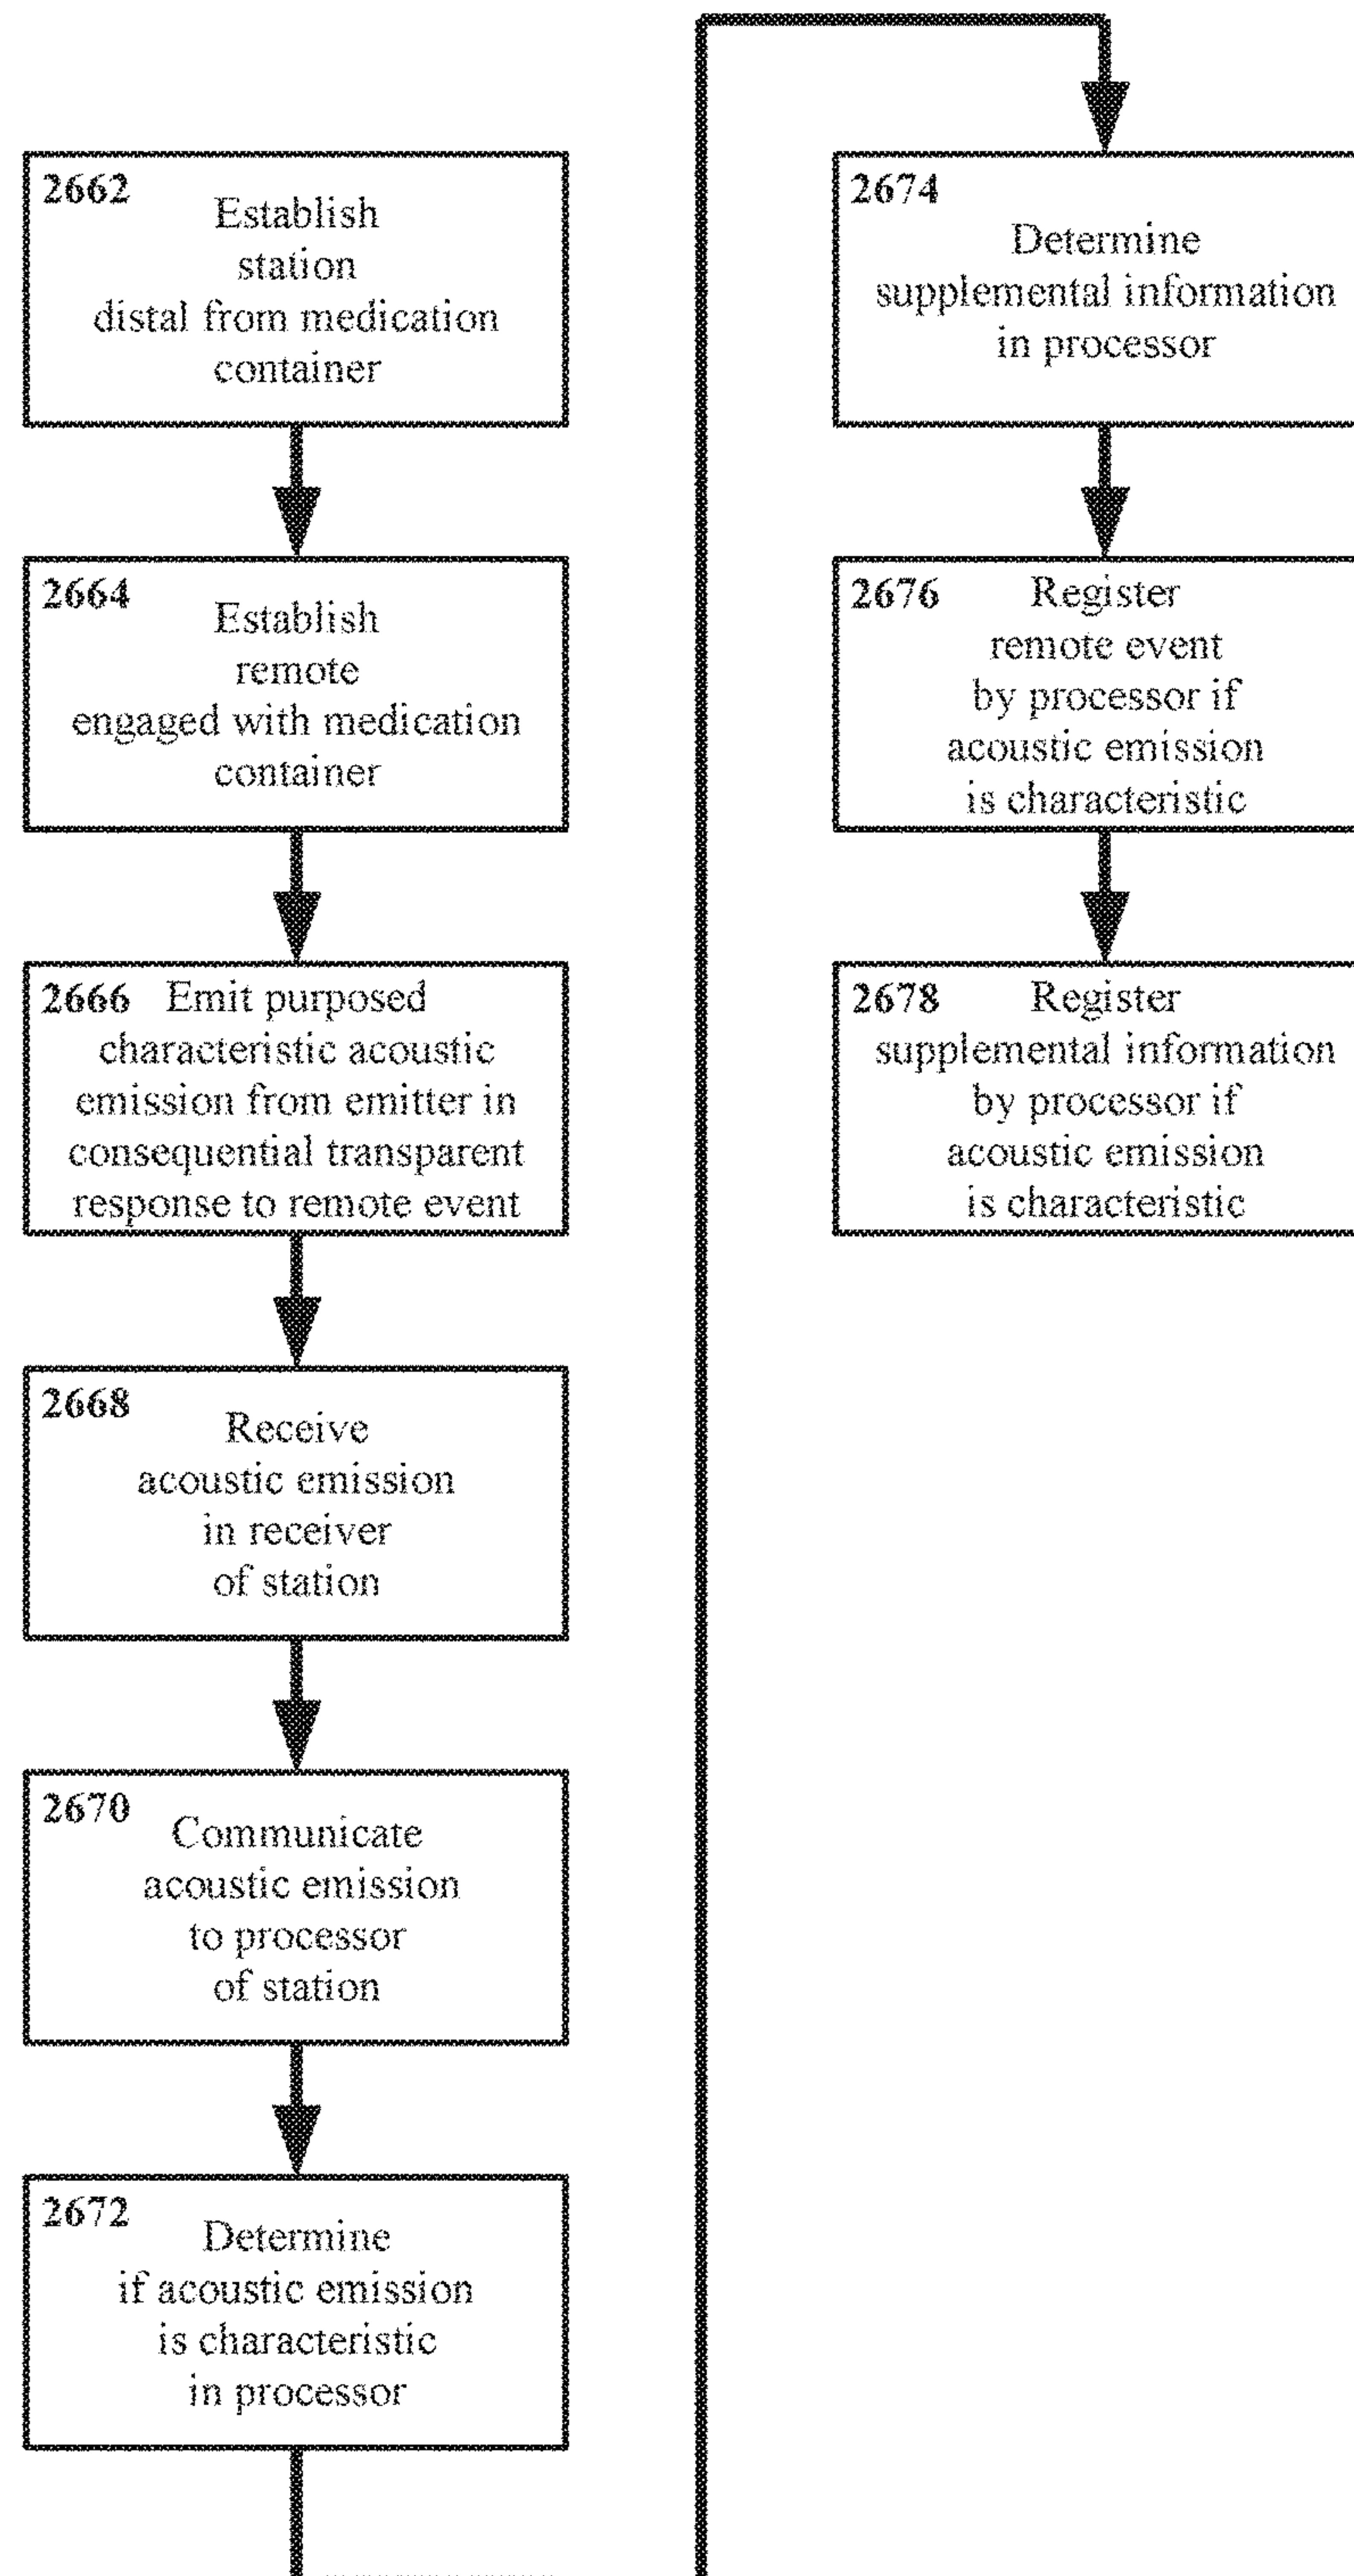 2662
Establish
station
distal from medication
container
2664
Establish
remote
engaged with medication
container
2666 Emit purposed
characteristic acoustic
emission from emitter in
consequential transparent
response to remote event
2668
Receive
acoustic emission
in receiver
of station
2670
Communicate
acoustic emission
to processor
of station
2672
Determine
if acoustic emission
is characteristic
in processor
2674
Determine
supplemental information
in processor
2676 Register
remote event
by processor if
acoustic emission
is characteristic
2678 Register
supplemental information
by processor if
acoustic emission
is characteristic